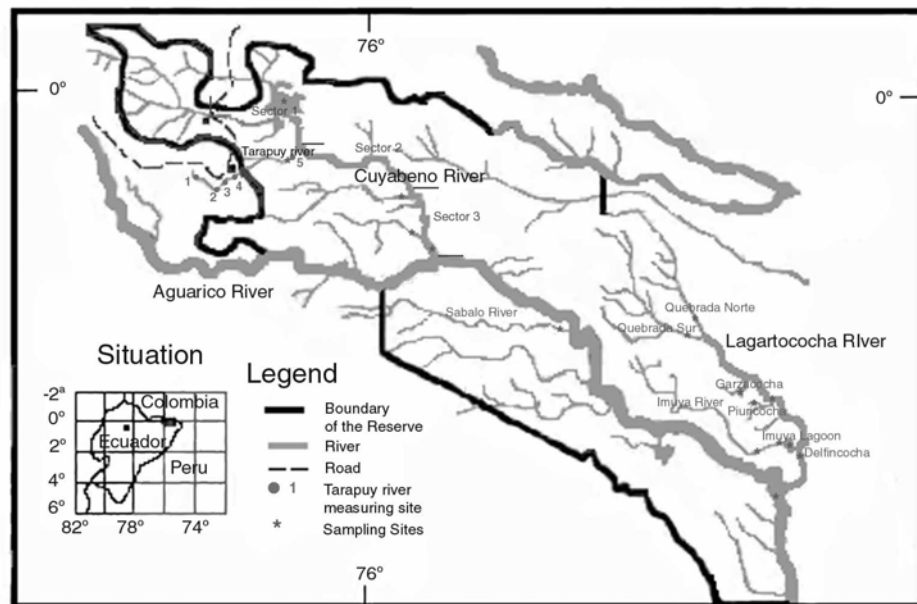 76°
0°
0°
Sector 1
Tarapuy river
5
Sector 2
1
2
3
4
Cuyabeno River
Sector 3
Aguarico River
Sabalo River
Quebrada Norte
Quebrada Sur
Lagartococha RIver
Garzacocha
Imuya River
Piuricocha
Imuya Lagoon
Delfincocha
Situation
-2ª
0°
2°
4°
6°
82°
78°
74°
Colombia
Ecuador
Peru
Legend
Boundary
of the Reserve
River
Road
1
Tarapuy river
measuring site
* Sampling Sites
76°